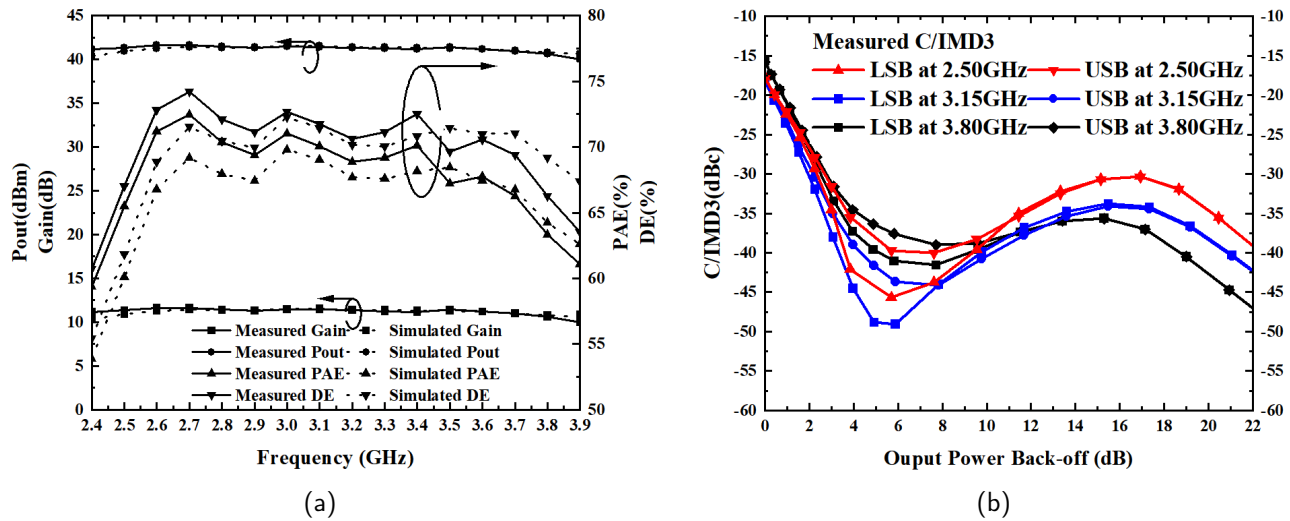 45
40
35
30
25
20
15
10
5
0
Pout(dBm)
Gain(dB)
80
75
70
65
60
55
50
PAE(%)
DE(%)
Measured Gain Simulated Gain
Measured Pout Simulated Pout
Measured PAE Simulated PAE
Measured DE Simulated DE
2.4 2.5 2.6 2.7 2.8 2.9 3.0 3.1 3.2 3.3 3.4 3.5 3.6 3.7 3.8 3.9
Frequency (GHz)
(a)
-10
-15
-20
-25
-30
-35
-40
-45
-50
-55
-60
C/IMD3(dBc)
Measured C/IMD3
LSB at 2.50GHz USB at 2.50GHz
LSB at 3.15GHz USB at 3.15GHz
LSB at 3.80GHz USB at 3.80GHz
-10
-15
-20
-25
-30
-35
-40
-45
-50
-55
-60
0 2 4 6 8 10 12 14 16 18 20 22
Ouput Power Back-off (dB)
(b)